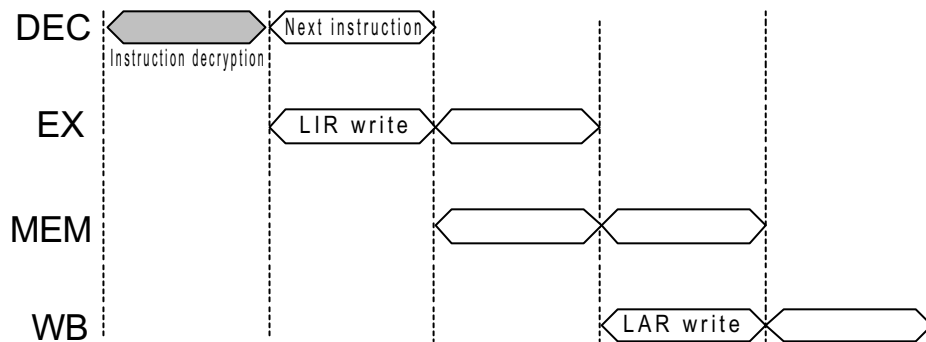 DEC
Next instruction
Instruction decryption
EX
LIR write
MEM
WB
LAR write